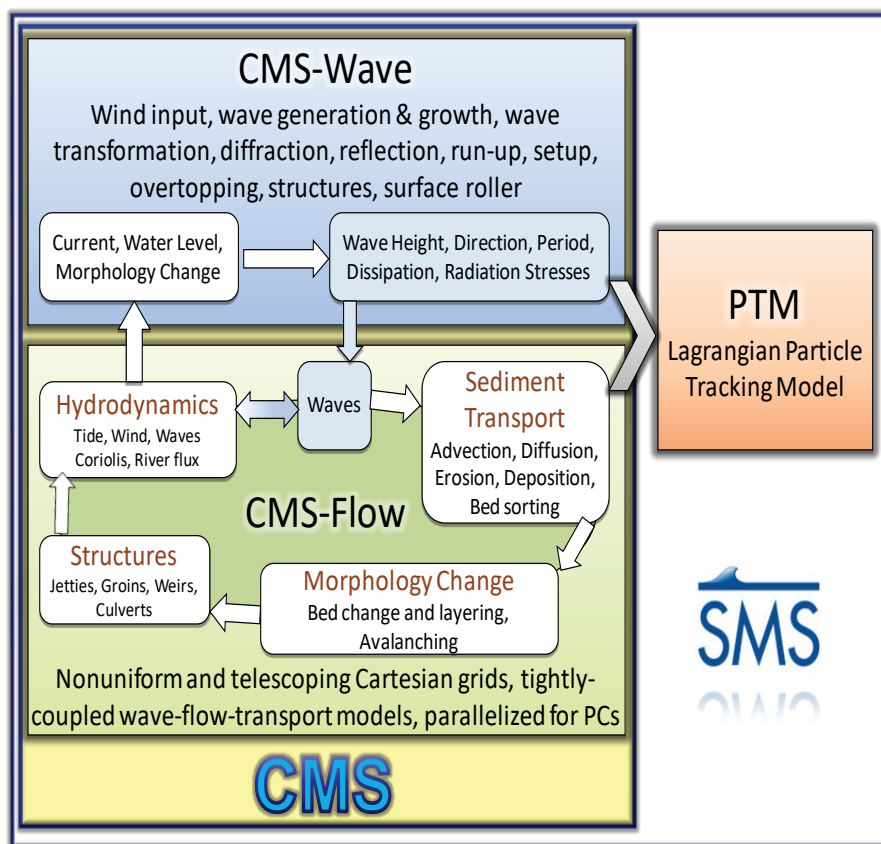 CMS-Wave
Wind input, wave generation & growth, wave
transformation, diffraction, reflection, run-up, setup,
overtopping, structures, surface roller
Current, Water Level,
Morphology Change
Wave Height, Direction, Period,
Dissipation, Radiation Stresses
PTM
Lagrangian Particle
Tracking Model
Hydrodynamics
Tide, Wind, Waves
Coriolis, River flux
Waves
Sediment
Transport
Advection, Diffusion,
Erosion, Deposition,
Bed sorting
CMS-Flow
Structures
Jetties, Groins, Weirs,
Culverts
Morphology Change
Bed change and layering,
Avalanching
Nonuniform and telescoping Cartesian grids, tightly-
coupled wave-flow-transport models, parallelized for PCs
CMS
SMS